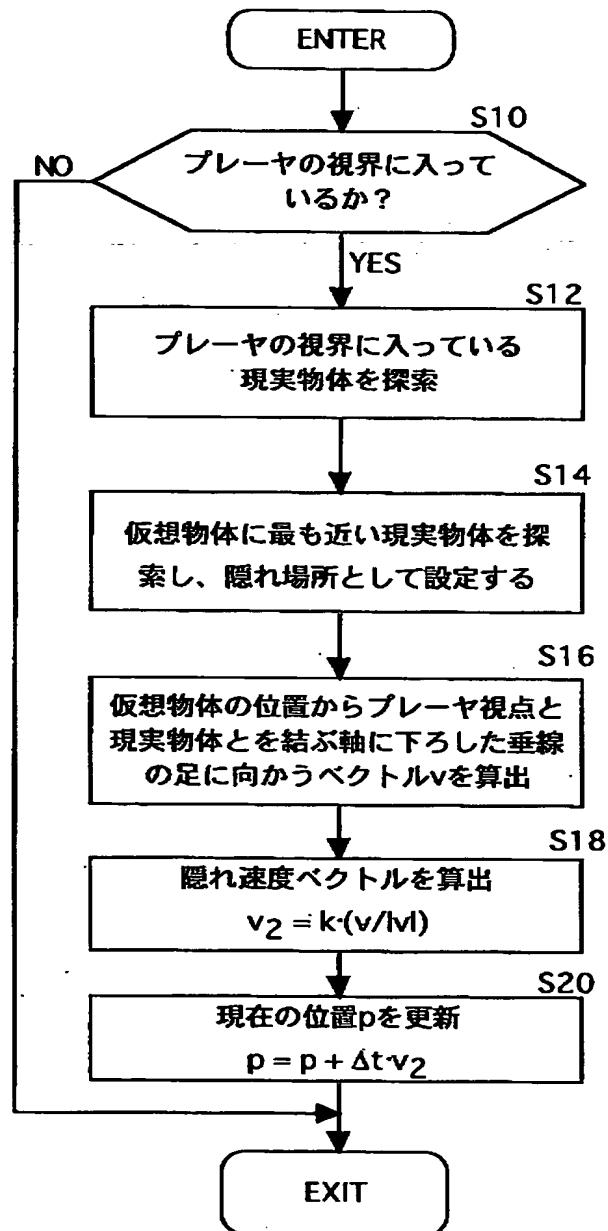 ENTER
S10
NO
プレーヤの視界に入って
いるか？
YES
S12
プレーヤの視界に入っている
現実物体を探索
S14
仮想物体に最も近い現実物体を探
索し、隠れ場所として設定する
S16
仮想物体の位置からプレーヤ視点と
現実物体とを結ぶ軸に下ろした垂線
の足に向かうベクトルvを算出
S18
隠れ速度ベクトルを算出
v2 = k·(v/|v|)
S20
現在の位置pを更新
p = p + Δt·v2
EXIT